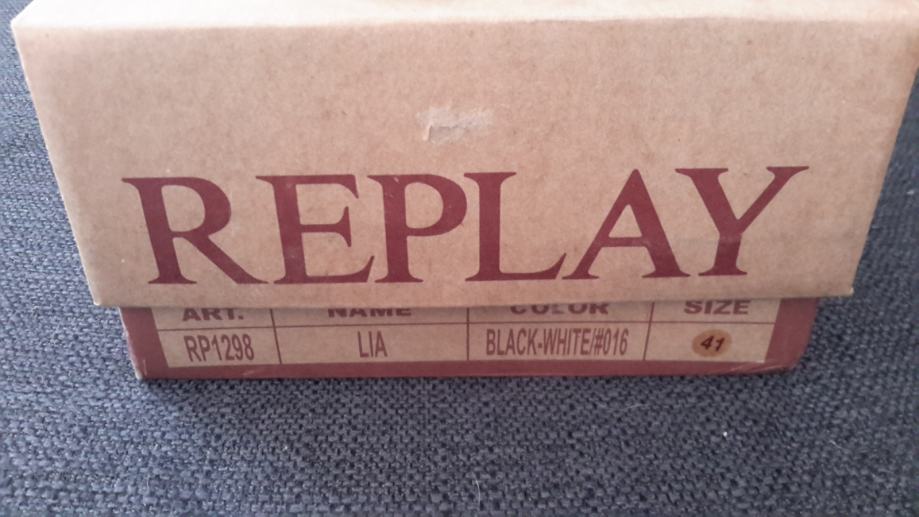 REPLAY
ART. NAME COLOR SIZE
RP1298 LIA BLACK-WHITE/#016 41